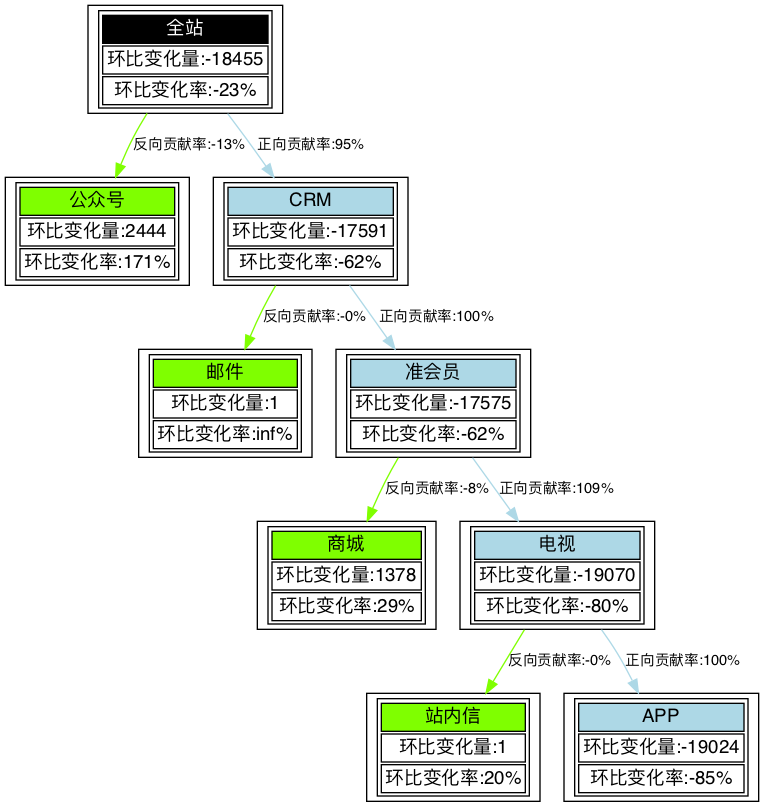 全站
环比变化量:-18455
环比变化率:-23%
反向贡献率:-13%
正向贡献率:95%
公众号
环比变化量:2444
环比变化率:171%
CRM
环比变化量:-17591
环比变化率:-62%
反向贡献率:-0%
正向贡献率:100%
邮件
环比变化量:1
环比变化率:inf%
准会员
环比变化量:-17575
环比变化率:-62%
反向贡献率:-8%
正向贡献率:109%
商城
环比变化量:1378
环比变化率:29%
电视
环比变化量:-19070
环比变化率:-80%
反向贡献率:-0%
正向贡献率:100%
站内信
环比变化量:1
环比变化率:20%
APP
环比变化量:-19024
环比变化率:-85%